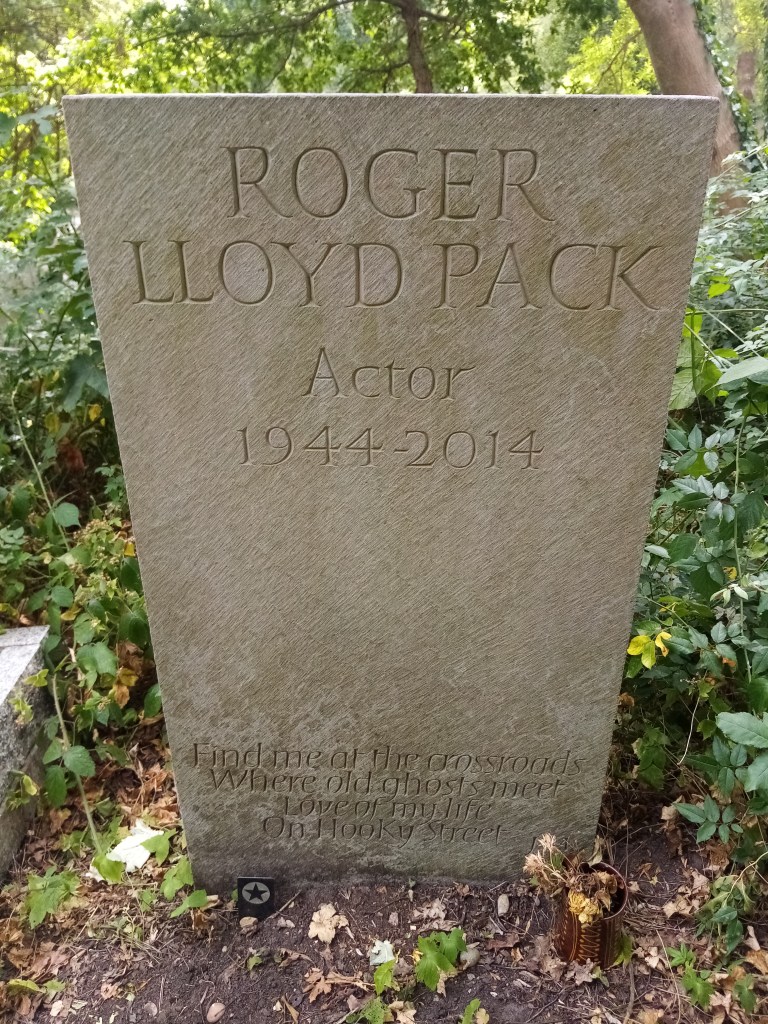 ROGER
LLOYD PACK
Actor
1944-2014
Find me at the crossroads
Where old ghosts meet
Love of my life
On Hooky Street